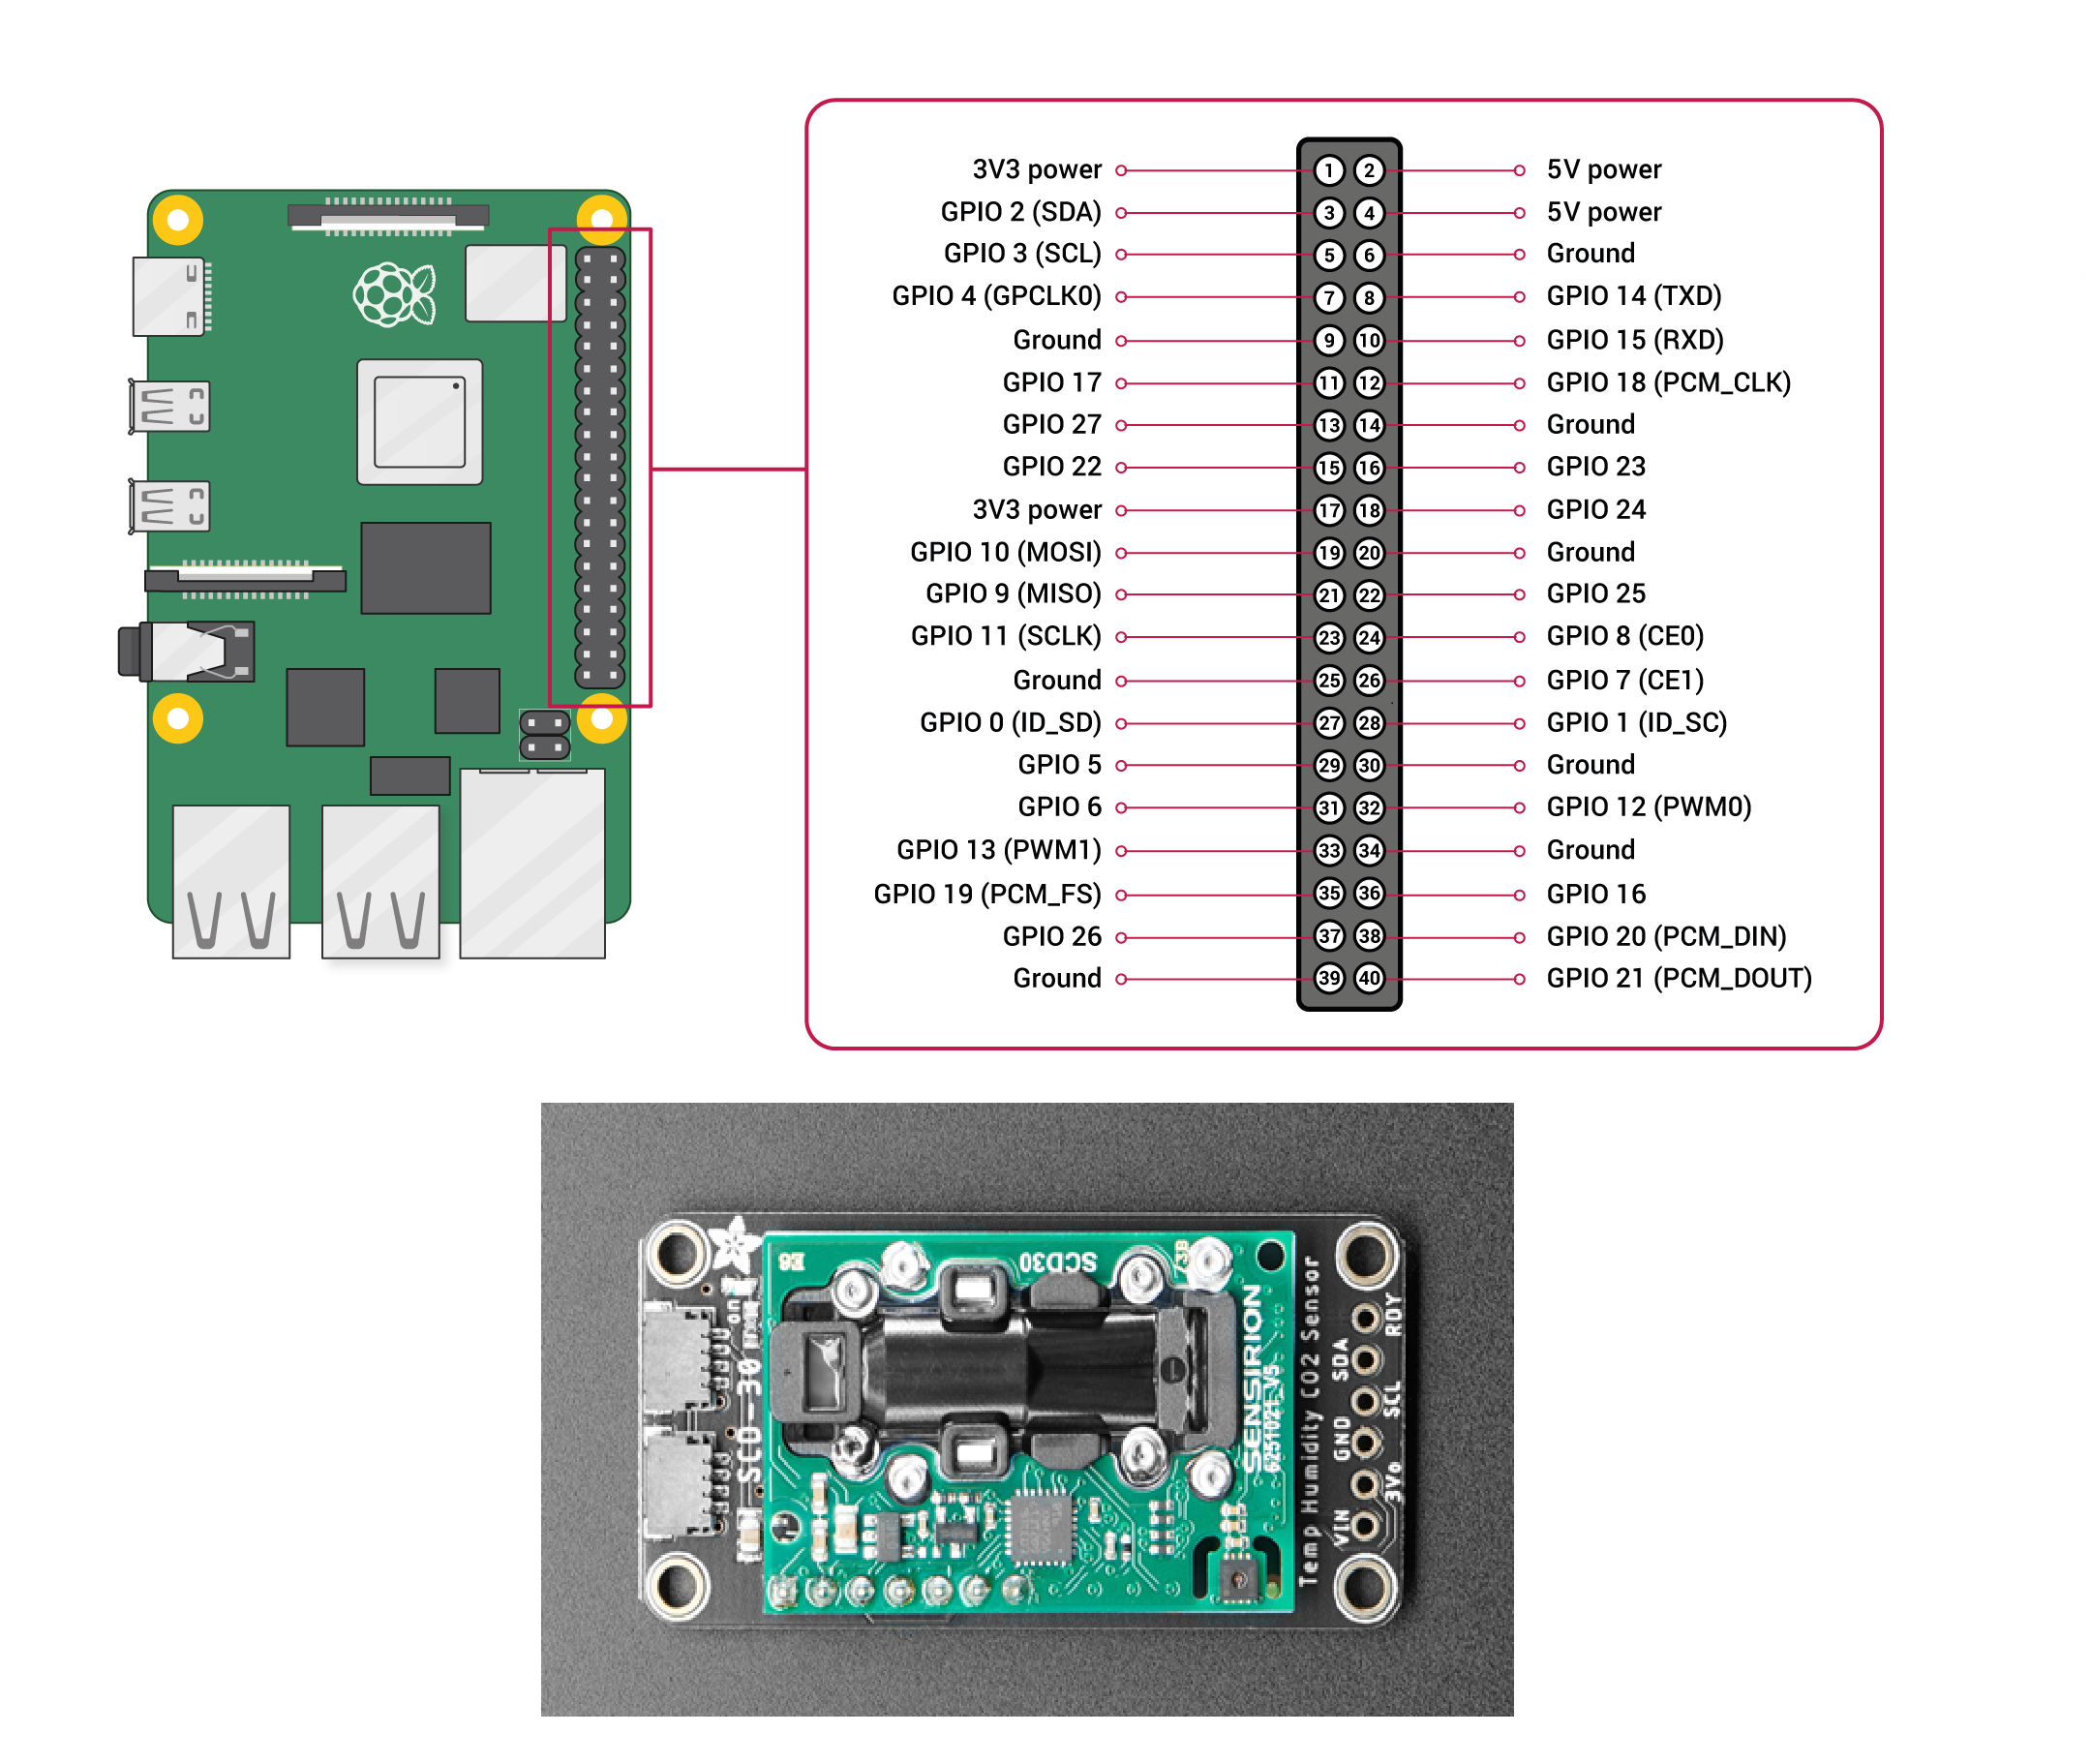 3V3 power 1 2 5V power
GPIO 2 (SDA) 3 4 5V power
GPIO 3 (SCL) 5 6 Ground
GPIO 4 (GPCLK0) 7 8 GPIO 14 (TXD)
Ground 9 10 GPIO 15 (RXD)
GPIO 17 11 12 GPIO 18 (PCM_CLK)
GPIO 27 13 14 Ground
GPIO 22 15 16 GPIO 23
3V3 power 17 18 GPIO 24
GPIO 10 (MOSI) 19 20 Ground
GPIO 9 (MISO) 21 22 GPIO 25
GPIO 11 (SCLK) 23 24 GPIO 8 (CE0)
Ground 25 26 GPIO 7 (CE1)
GPIO 0 (ID_SD) 27 28 GPIO 1 (ID_SC)
GPIO 5 29 30 Ground
GPIO 6 31 32 GPIO 12 (PWM0)
GPIO 13 (PWM1) 33 34 Ground
GPIO 19 (PCM_FS) 35 36 GPIO 16
GPIO 26 37 38 GPIO 20 (PCM_DIN)
Ground 39 40 GPIO 21 (PCM_DOUT)
on
SCD-30
E6
SCD30
SENSIRION
Temp Humidity CO2 Sensor
RDY
SDA
SCL
GND
3Vo
VIN